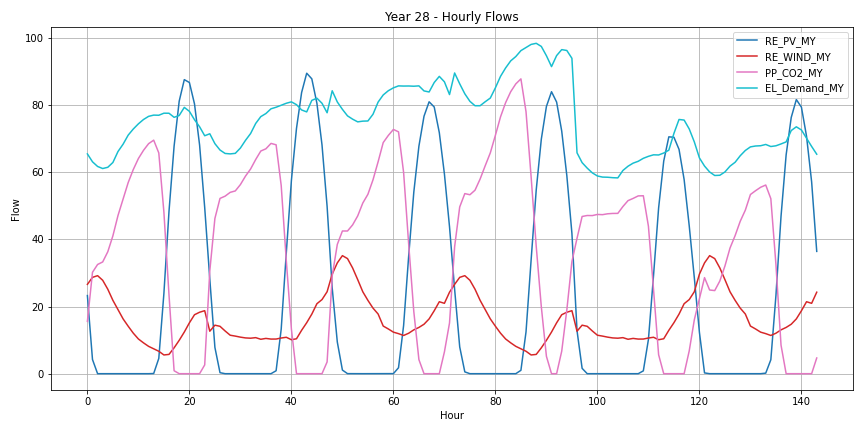 Year 28 - Hourly Flows
RE_PV_MY
RE_WIND_MY
PP_CO2_MY
EL_Demand_MY
Flow
100
80
60
40
20
0
0 20 40 60 80 100 120 140
Hour